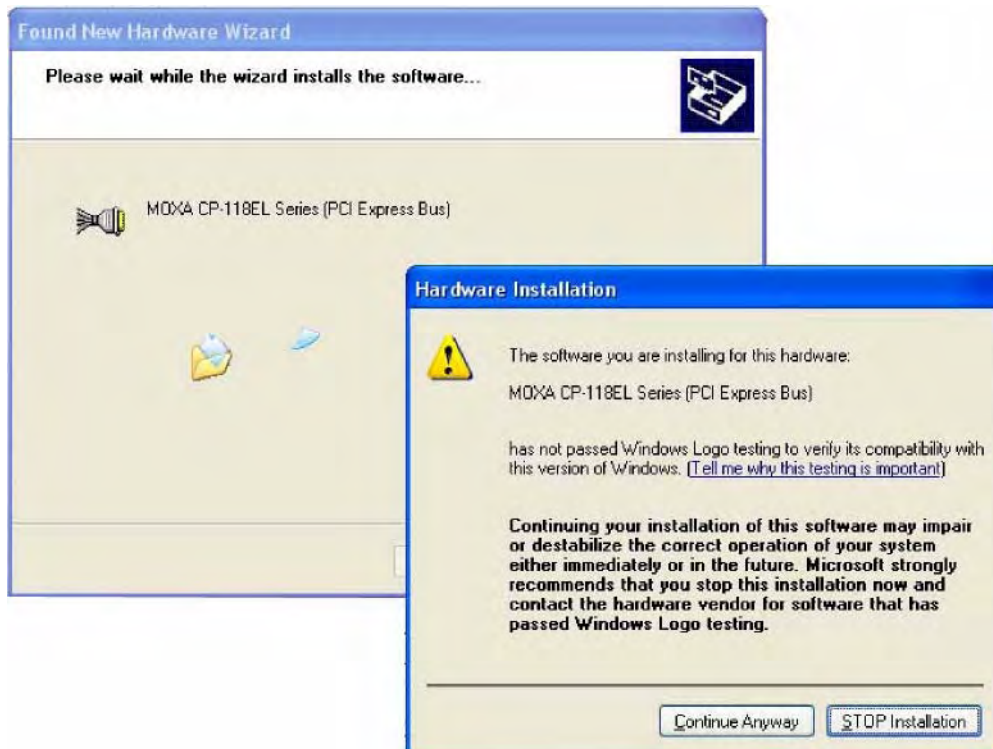 Found New Hardware Wizard
Please wait while the wizard installs the software...
MOXA CP-118EL Series (PCI Express Bus)
Hardware Installation
The software you are installing for this hardware:
MOXA CP-118EL Series (PCI Express Bus)
has not passed Windows Logo testing to verify its compatibility with
this version of Windows. (Tell me why this testing is important)
Continuing your installation of this software may impair
or destabilize the correct operation of your system
either immediately or in the future. Microsoft strongly
recommends that you stop this installation now and
contact the hardware vendor for software that has
passed Windows Logo testing.
Continue Anyway
STOP Installation